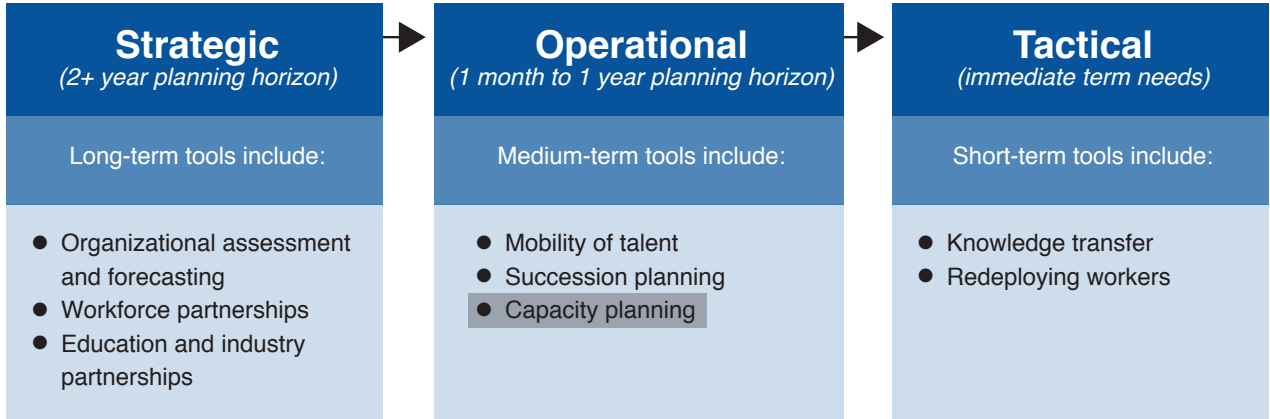 Strategic
(2+ year planning horizon)
Long-term tools include:
● Organizational assessment
and forecasting
● Workforce partnerships
● Education and industry
partnerships
Operational
(1 month to 1 year planning horizon)
Medium-term tools include:
● Mobility of talent
● Succession planning
● Capacity planning
Tactical
(immediate term needs)
Short-term tools include:
● Knowledge transfer
● Redeploying workers